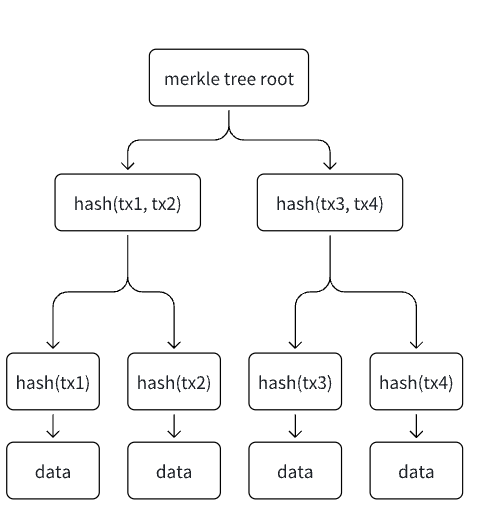 merkle tree root
hash(tx1, tx2)
hash(tx3, tx4)
hash(tx1)
hash(tx2)
hash(tx3)
hash(tx4)
data
data
data
data